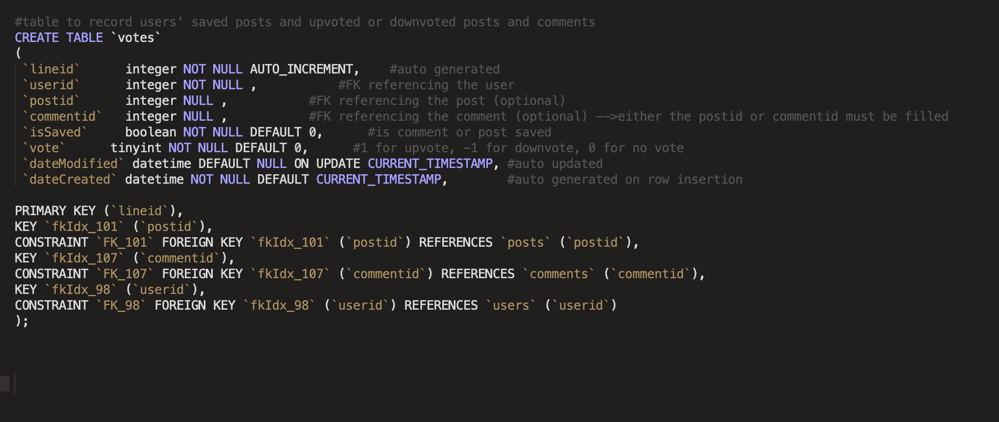 #table to record users' saved posts and upvoted or downvoted posts and comments
CREATE TABLE `votes`
(
`lineid` integer NOT NULL AUTO_INCREMENT, #auto generated
`userid` integer NOT NULL , #FK referencing the user
`postid` integer NULL , #FK referencing the post (optional)
`commentid` integer NULL , #FK referencing the comment (optional) -->either the postid or commentid must be filled
`isSaved` boolean NOT NULL DEFAULT 0, #is comment or post saved
`vote` tinyint NOT NULL DEFAULT 0, #1 for upvote, -1 for downvote, 0 for no vote
`dateModified` datetime DEFAULT NULL ON UPDATE CURRENT_TIMESTAMP, #auto updated
`dateCreated` datetime NOT NULL DEFAULT CURRENT_TIMESTAMP, #auto generated on row insertion
PRIMARY KEY (`lineid`),
KEY `fkIdx_101` (`postid`),
CONSTRAINT `FK_101` FOREIGN KEY `fkIdx_101` (`postid`) REFERENCES `posts` (`postid`),
KEY `fkIdx_107` (`commentid`),
CONSTRAINT `FK_107` FOREIGN KEY `fkIdx_107` (`commentid`) REFERENCES `comments` (`commentid`),
KEY `fkIdx_98` (`userid`),
CONSTRAINT `FK_98` FOREIGN KEY `fkIdx_98` (`userid`) REFERENCES `users` (`userid`)
);